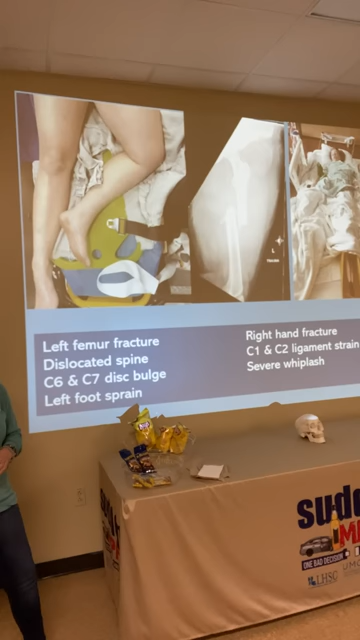 Left femur fracture
Dislocated spine
C6 & C7 disc bulge
Left foot sprain
Right hand fracture
C1 & C2 ligament strain
Severe whiplash
L
ONE BAD DECISION
LHSC